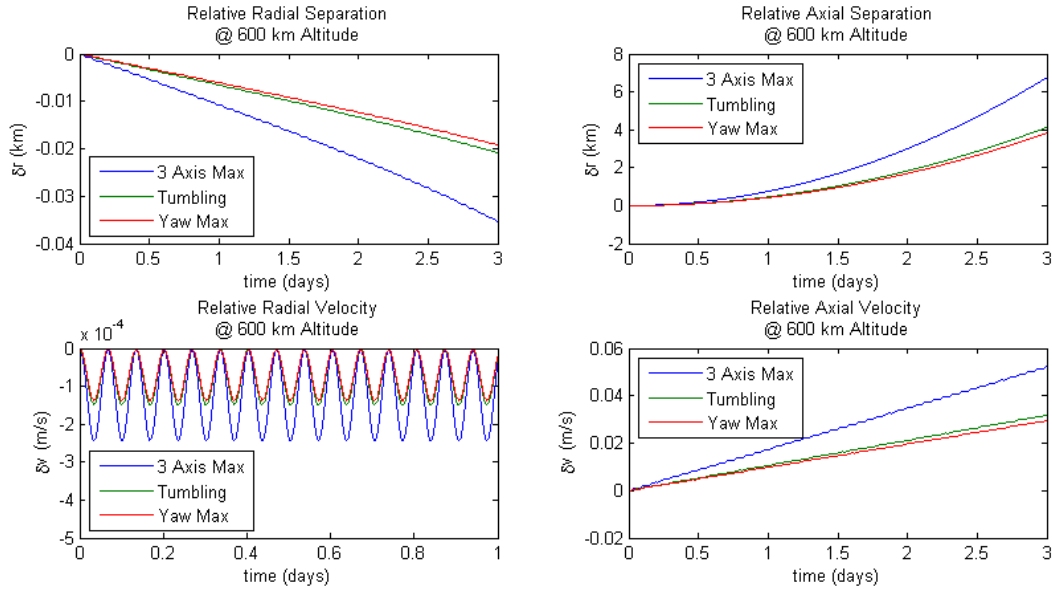 Relative Radial Separation
@ 600 km Altitude
0
-0.01
-0.02
-0.03
-0.04
δr (km)
3 Axis Max
Tumbling
Yaw Max
0 0.5 1 1.5 2 2.5 3
time (days)
Relative Axial Separation
@ 600 km Altitude
8
6
4
2
0
-2
δr (km)
3 Axis Max
Tumbling
Yaw Max
0 0.5 1 1.5 2 2.5 3
time (days)
Relative Radial Velocity
@ 600 km Altitude
x 10-4
0
-1
-2
-3
-4
-5
δv (m/s)
3 Axis Max
Tumbling
Yaw Max
0 0.2 0.4 0.6 0.8 1
time (days)
Relative Axial Velocity
@ 600 km Altitude
0.06
0.04
0.02
0
-0.02
δv (m/s)
3 Axis Max
Tumbling
Yaw Max
0 0.5 1 1.5 2 2.5 3
time (days)